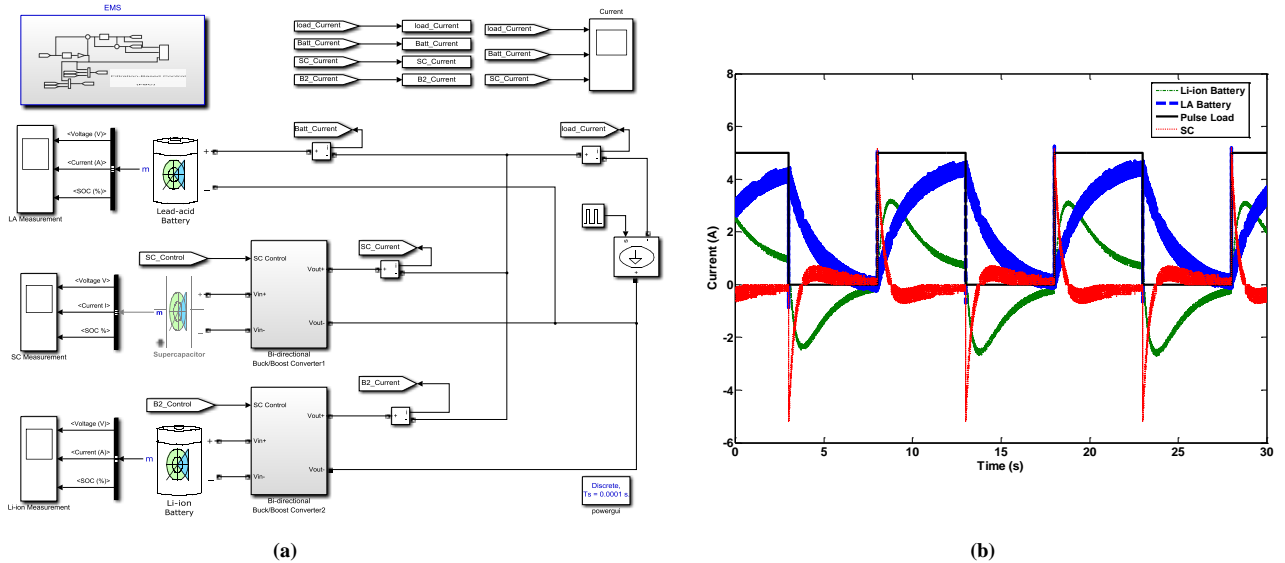 EMS
load_Current
load_Current
Batt_Current
Batt_Current
SC_Current
SC_Current
B2_Current
B2_Current
Current
load_Current
Batt_Current
SC_Current
<Voltage (V)>
<Current (A)>
<SOC (%)>
LA Measurement
m
+
−
Lead-acid
Battery
Batt_Current
+
i
-
load_Current
+
i
-
SC_Control
<Voltage V)>
<Current I>
<SOC %>
SC Measurement
m
+
−
Supercapacitor
SC Control
Vin+
Vin-
Vout+
Vout-
Bi-directional
Buck/Boost Converter1
SC_Current
+
i
-
B2_Control
<Voltage (V)>
<Current (A)>
<SOC (%)>
Li-ion Measurement
m
+
−
Li-ion
Battery
SC Control
Vin+
Vin-
Vout+
Vout-
Bi-directional
Buck/Boost Converter2
B2_Current
+
i
-
s
-
+
Discrete,
Ts = 0.0001 s.
powergui
(a)
8
6
4
2
0
-2
-4
-6
Current (A)
0
5
10
15
20
25
30
Time (s)
Li-ion Battery
LA Battery
Pulse Load
SC
(b)